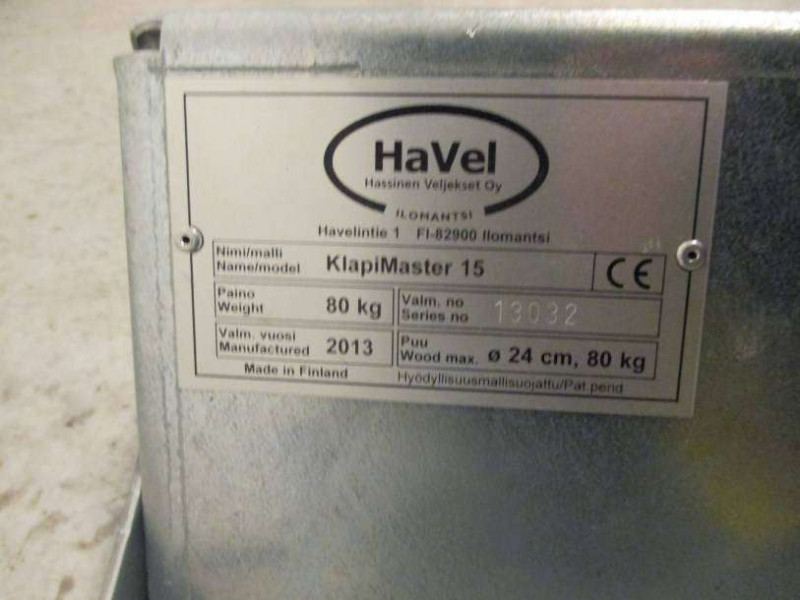 HaVel
Hassinen Veljekset Oy
ILOMANTSI
Havelintie 1 FI-82900 Ilomantsi
Nimi/malli
Name/model KlapiMaster 15
CE
Paino
Weight 80 kg
Valm. no
Series no 13032
Valm. vuosi
Manufactured 2013
Puu
Wood max. ø 24 cm, 80 kg
Made in Finland
Hyödyllisuusmallisuojattu/Pat.pend